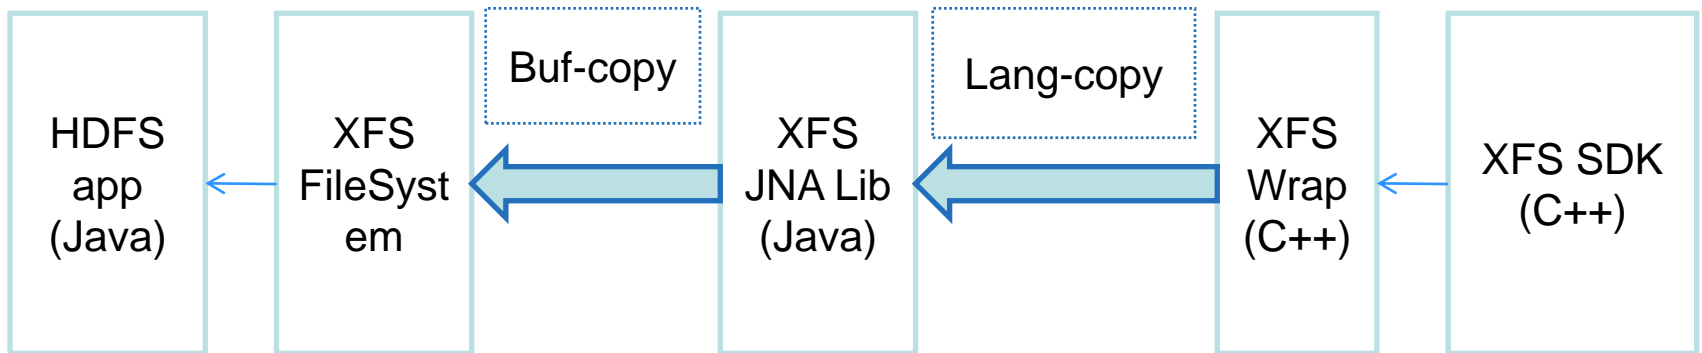 HDFS
app
(Java)
XFS
FileSyst
em
Buf-copy
XFS
JNA Lib
(Java)
Lang-copy
XFS
Wrap
(C++)
XFS SDK
(C++)